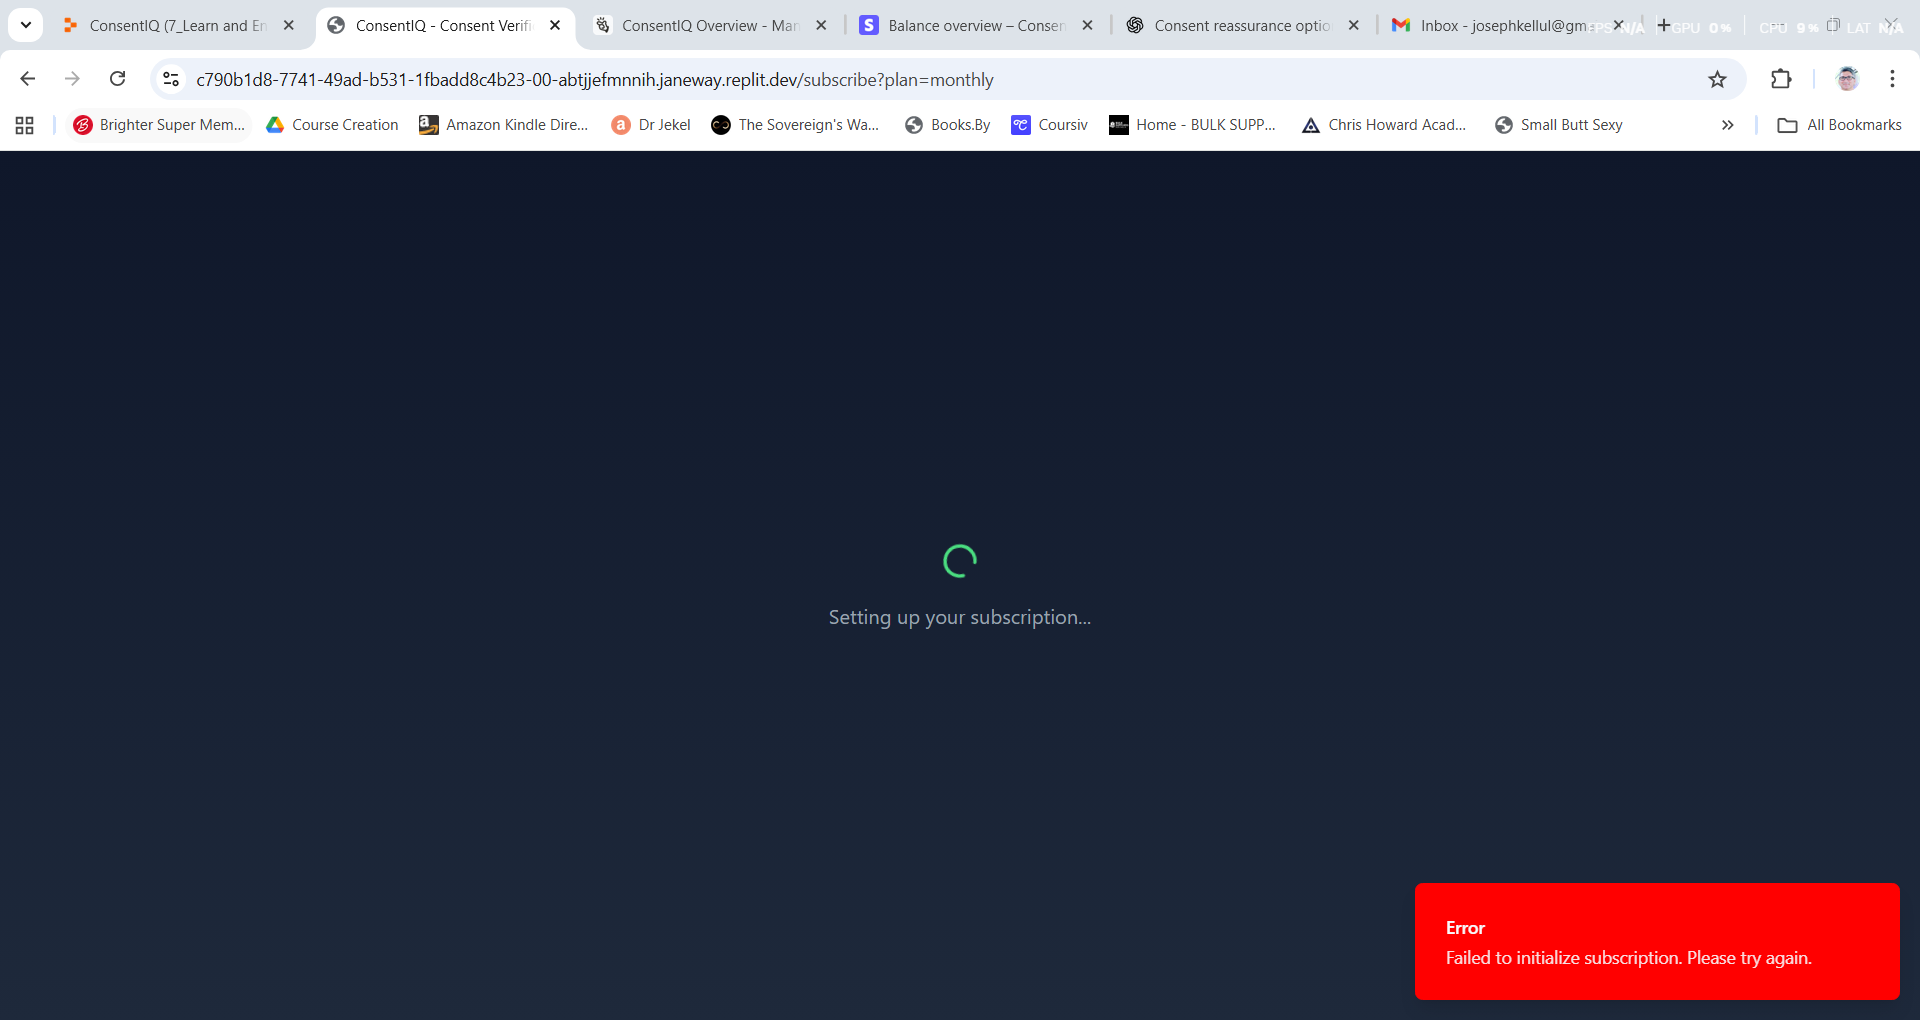 ConsentIQ (7_Learn and En
ConsentIQ - Consent Verifi
ConsentIQ Overview - Man
Balance overview – Consen
Consent reassurance optio
Inbox - josephkellul@gm
FPS N/A GPU 0% CPU 9% LAT N/A
c790b1d8-7741-49ad-b531-1fbadd8c4b23-00-abtjjefmnnih.janeway.replit.dev/subscribe?plan=monthly
Brighter Super Mem...
Course Creation
Amazon Kindle Dire...
Dr Jekel
The Sovereign's Wa...
Books.By
Coursiv
Home - BULK SUPP...
Chris Howard Acad...
Small Butt Sexy
All Bookmarks
Setting up your subscription...
Error
Failed to initialize subscription. Please try again.